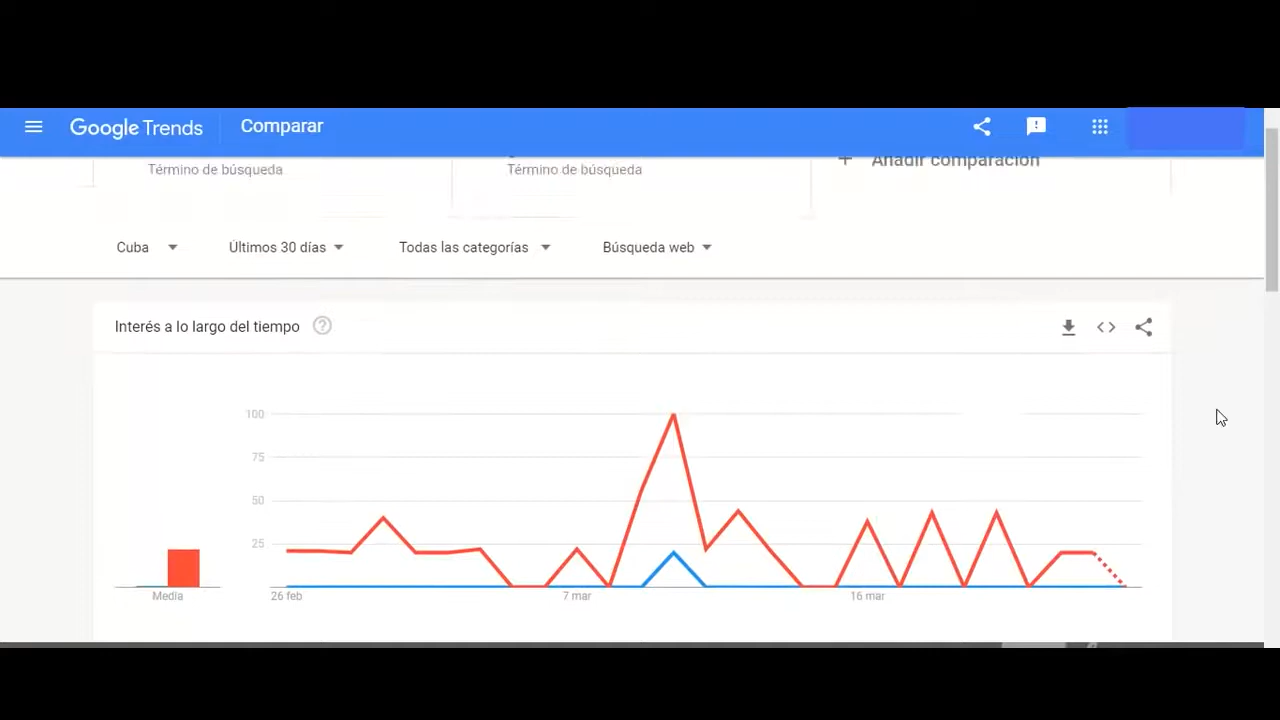 Google Trends Comparar
Término de búsqueda Término de búsqueda + Añadir comparación
Cuba Últimos 30 días Todas las categorías Búsqueda web
Interés a lo largo del tiempo ?
100
75
50
25
Media 26 feb 7 mar 16 mar